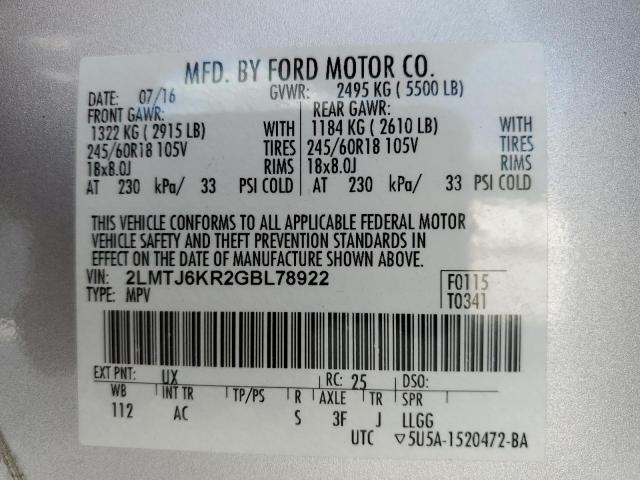 MFD. BY FORD MOTOR CO.
DATE: 07/16 GVWR: 2495 KG ( 5500 LB)
FRONT GAWR: REAR GAWR:
1322 KG ( 2915 LB) WITH 1184 KG ( 2610 LB) WITH
245/60R18 105V TIRES 245/60R18 105V TIRES
18x8.0J RIMS 18x8.0J RIMS
AT 230 kPa/ 33 PSI COLD AT 230 kPa/ 33 PSI COLD
THIS VEHICLE CONFORMS TO ALL APPLICABLE FEDERAL MOTOR
VEHICLE SAFETY AND THEFT PREVENTION STANDARDS IN
EFFECT ON THE DATE OF MANUFACTURE SHOWN ABOVE.
VIN: 2LMTJ6KR2GBL78922 F0115
TYPE: MPV T0341
EXT PNT: UX RC: 25 DSO:
WB INT TR TP/PS R AXLE TR SPR
112 AC S 3F J LLGG
UTC ▽5U5A-1520472-BA